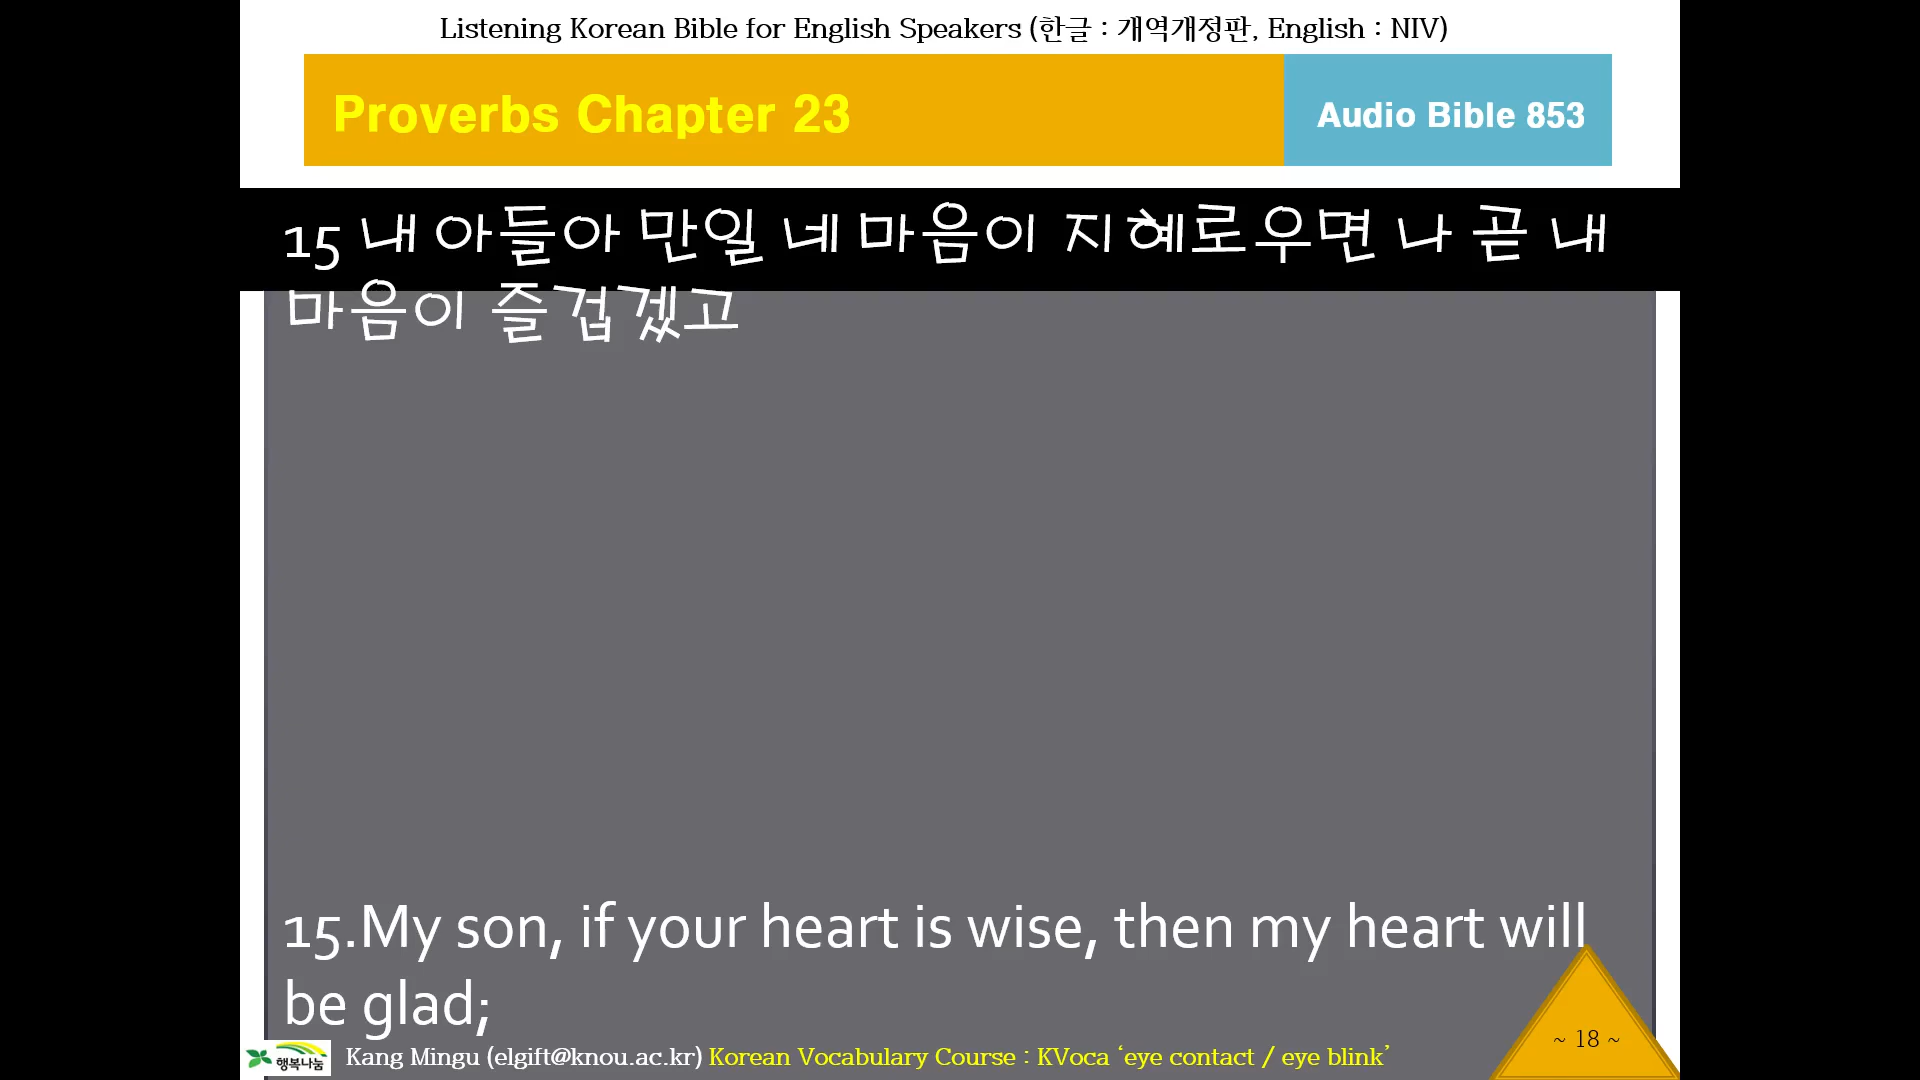 Listening Korean Bible for English Speakers (한글 : 개역개정판, English : NIV)
Proverbs Chapter 23
Audio Bible 853
15 내 아들아 만일 네 마음이 지혜로우면 나 곧 내
마음이 즐겁겠고
15.My son, if your heart is wise, then my heart will
be glad;
~ 18 ~
행복나눔
Kang Mingu (elgift@knou.ac.kr) Korean Vocabulary Course : KVoca ‘eye contact / eye blink’